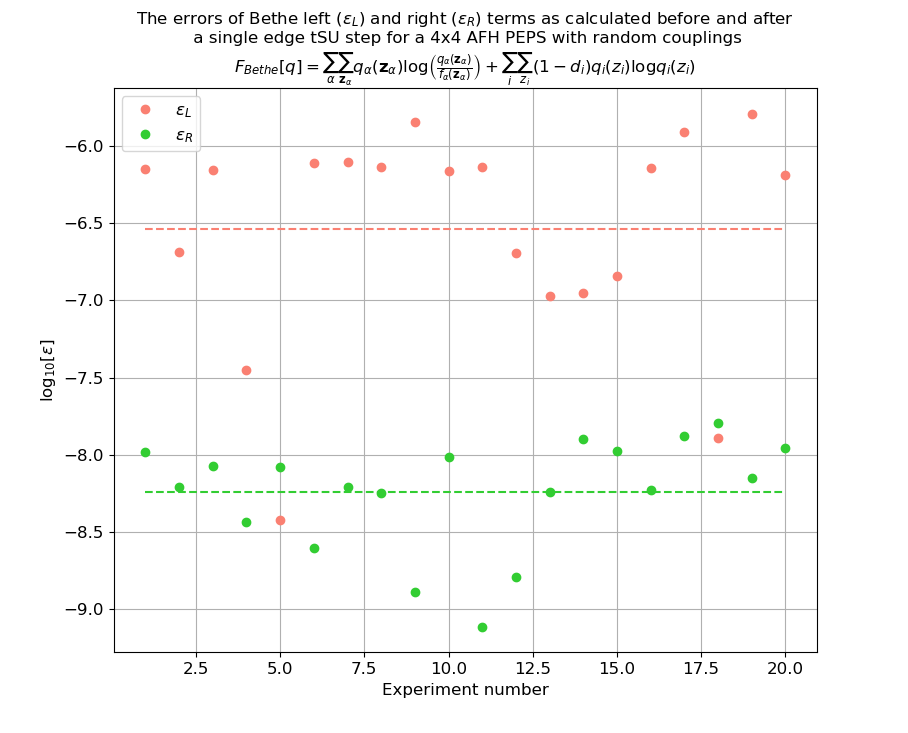 The errors of Bethe left (ε_L) and right (ε_R) terms as calculated before and after
a single edge tSU step for a 4x4 AFH PEPS with random couplings
F_{Bethe}[q] = ∑_α ∑_{𝐳_α} q_α(𝐳_α)log(\frac{q_α(𝐳_α)}{f_α(𝐳_α)}) + ∑_i ∑_{z_i} (1 − d_i)q_i(z_i)logq_i(z_i)
ε_L
ε_R
−6.0
−6.5
−7.0
−7.5
−8.0
−8.5
−9.0
log₁₀[ε]
2.5 5.0 7.5 10.0 12.5 15.0 17.5 20.0
Experiment number